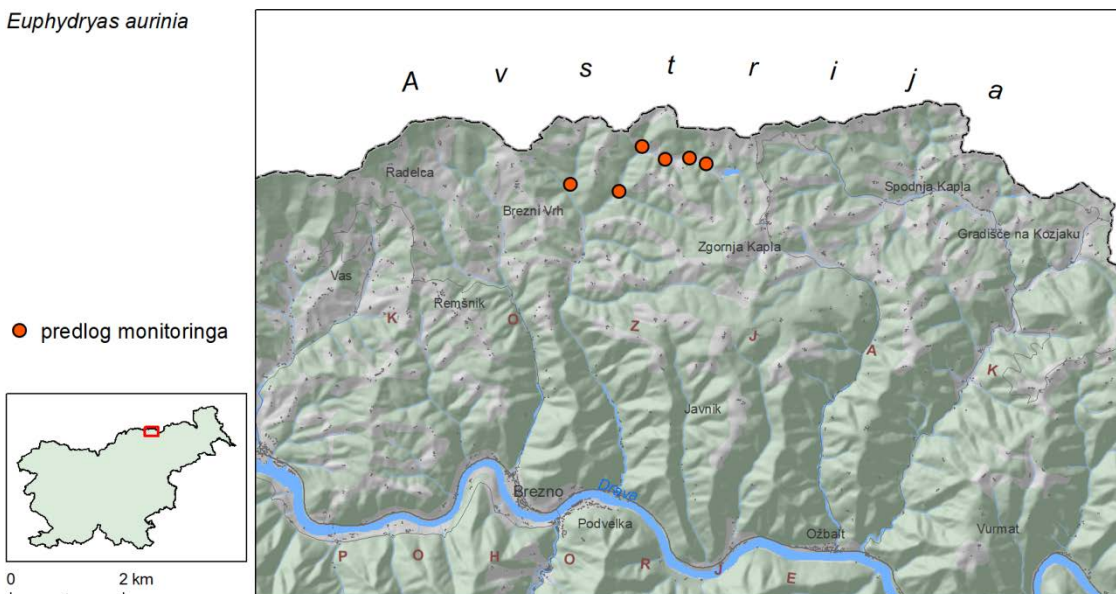 Euphydryas aurinia
A v s t r i j a
Radelca
Brezni Vrh
Spodnja Kapla
Zgornja Kapla
Gradišče na Kozjaku
Vas
Remšnik
predlog monitoringa
K O Z J A K
Javnik
Brezno
Drava
Podvelka
Ožbalt
Vurmat
P O H O R J E
0 2 km